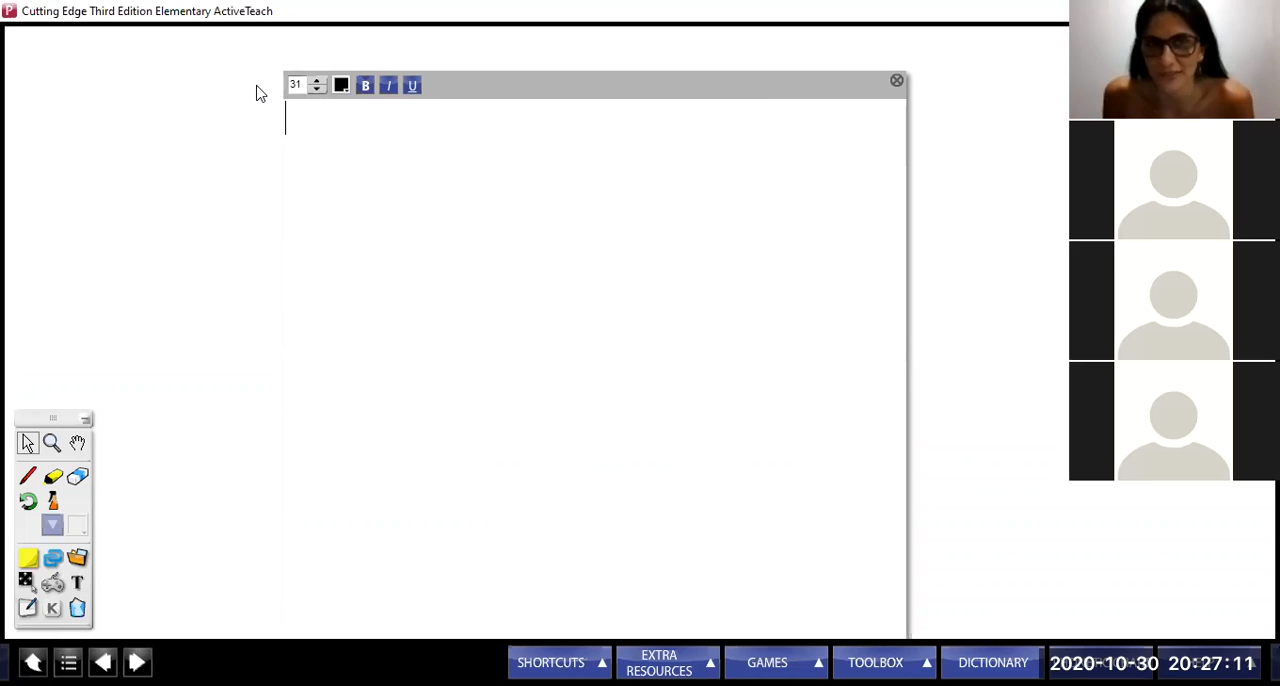 Cutting Edge Third Edition Elementary ActiveTeach
31 B I U
T
K
SHORTCUTS
EXTRA
RESOURCES
GAMES
TOOLBOX
DICTIONARY
2020-10-30 20:27:11